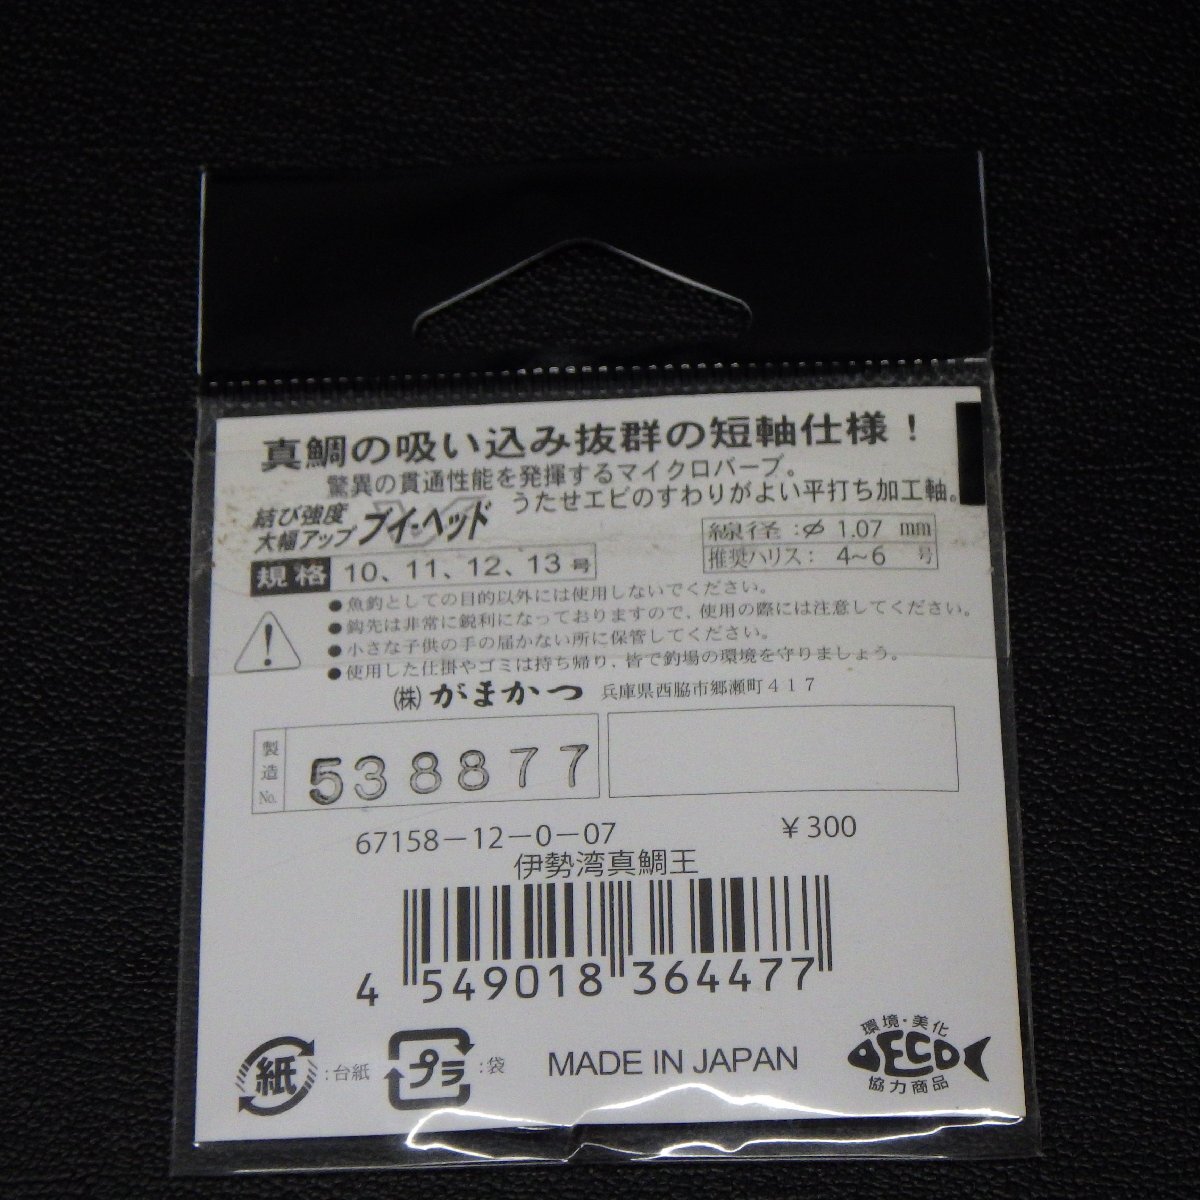 真鯛の吸い込み抜群の短軸仕様！
驚異の貫通性能を発揮するマイクロバーブ。
うたせエビのすわりがよい平打ち加工軸。
結び強度
大幅アップ ブイ・ヘッド
線径：φ 1.07 mm
推奨ハリス： 4~6 号
規格 10、11、12、13号
●魚釣としての目的以外には使用しないでください。
●鈎先は非常に鋭利になっておりますので、使用の際には注意してください。
●小さな子供の手の届かない所に保管してください。
●使用した仕掛やゴミは持ち帰り、皆で釣場の環境を守りましょう。
㈱がまかつ 兵庫県西脇市郷瀬町417
製造No. 538877
67158-12-0-07 ¥300
伊勢湾真鯛王
4 549018 364477
紙 :台紙 プラ :袋 MADE IN JAPAN
環境・美化
ECO
協力商品